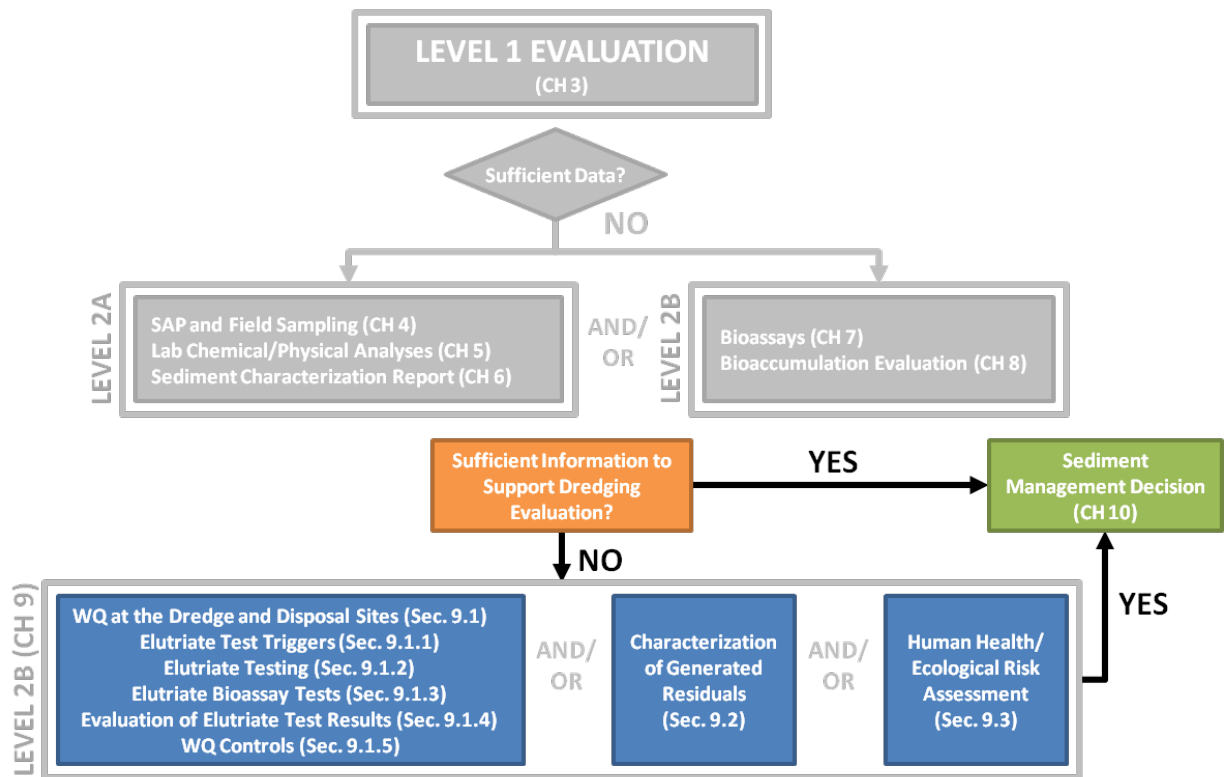 LEVEL 1 EVALUATION
(CH 3)
Sufficient Data?
NO
LEVEL 2A
SAP and Field Sampling (CH 4)
Lab Chemical/Physical Analyses (CH 5)
Sediment Characterization Report (CH 6)
AND/
OR
LEVEL 2B
Bioassays (CH 7)
Bioaccumulation Evaluation (CH 8)
Sufficient Information to
Support Dredging
Evaluation?
YES
Sediment
Management Decision
(CH 10)
NO
YES
LEVEL 2B (CH 9)
WQ at the Dredge and Disposal Sites (Sec. 9.1)
Elutriate Test Triggers (Sec. 9.1.1)
Elutriate Testing (Sec. 9.1.2)
Elutriate Bioassay Tests (Sec. 9.1.3)
Evaluation of Elutriate Test Results (Sec. 9.1.4)
WQ Controls (Sec. 9.1.5)
AND/
OR
Characterization
of Generated
Residuals
(Sec. 9.2)
AND/
OR
Human Health/
Ecological Risk
Assessment
(Sec. 9.3)